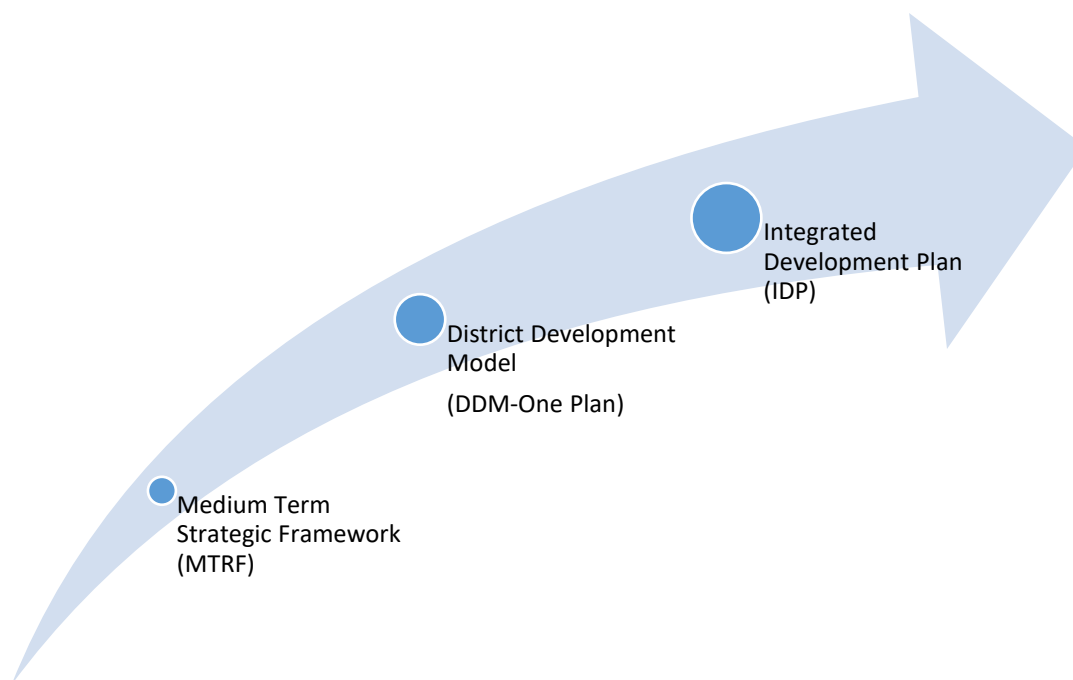 Integrated
Development Plan
(IDP)
District Development
Model
(DDM-One Plan)
Medium Term
Strategic Framework
(MTRF)